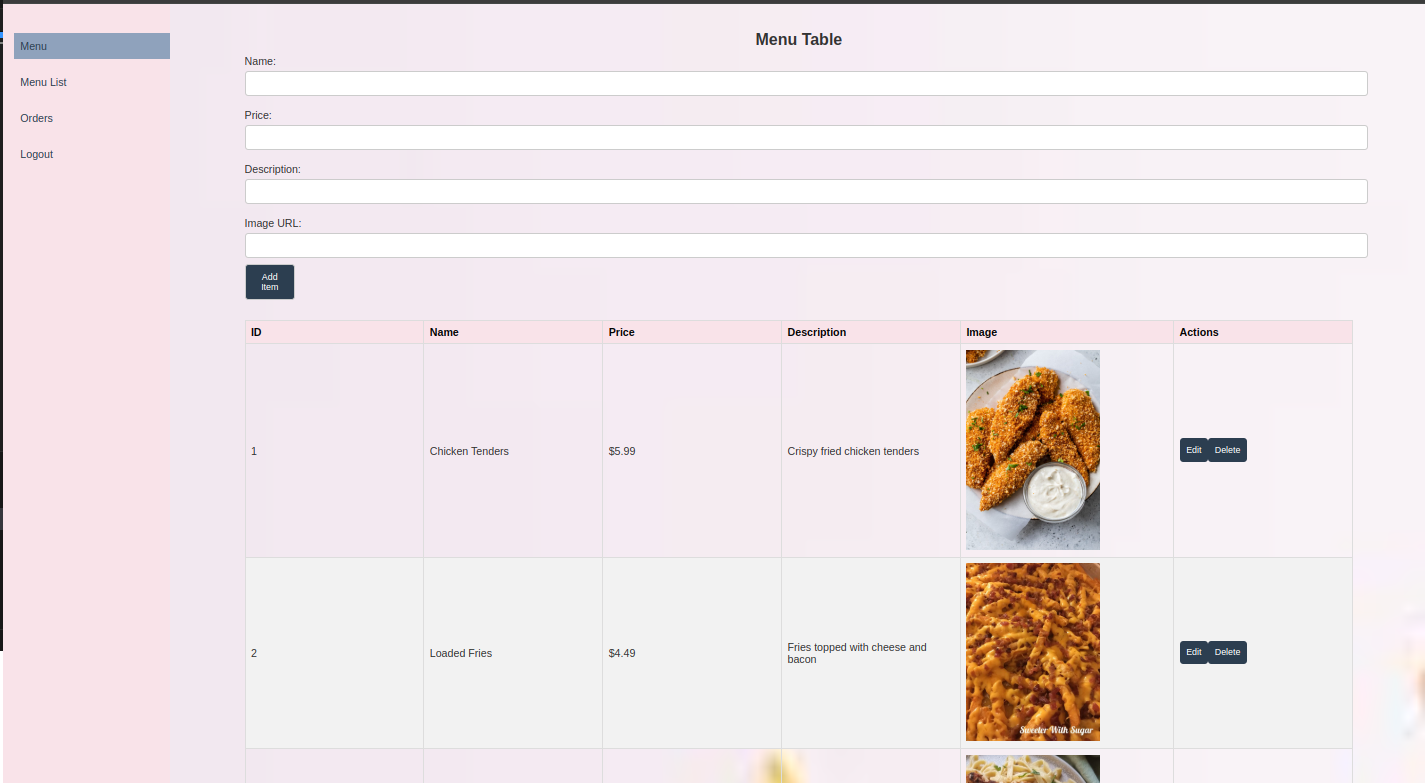 Menu
Menu List
Orders
Logout
Menu Table
Name:
Price:
Description:
Image URL:
Add
Item
ID Name Price Description Image Actions
1 Chicken Tenders $5.99 Crispy fried chicken tenders Edit Delete
2 Loaded Fries $4.49 Fries topped with cheese and
bacon Edit Delete
Sweeter With Sugar